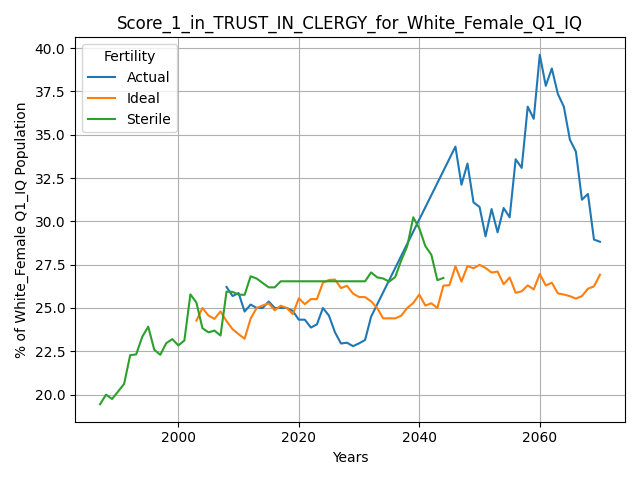 Score_1_in_TRUST_IN_CLERGY_for_White_Female_Q1_IQ
Fertility
Actual
Ideal
Sterile
% of White_Female Q1_IQ Population
40.0
37.5
35.0
32.5
30.0
27.5
25.0
22.5
20.0
2000
2020
2040
2060
Years